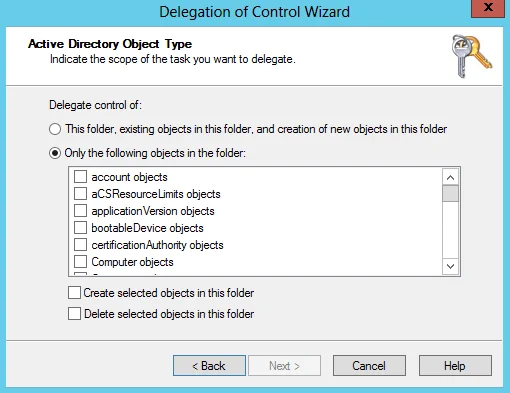 Delegation of Control Wizard
x
Active Directory Object Type
Indicate the scope of the task you want to delegate.
Delegate control of:
This folder, existing objects in this folder, and creation of new objects in this folder
Only the following objects in the folder:
account objects
aCSResourceLimits objects
applicationVersion objects
bootableDevice objects
certificationAuthority objects
Computer objects
Create selected objects in this folder
Delete selected objects in this folder
< Back Next > Cancel Help